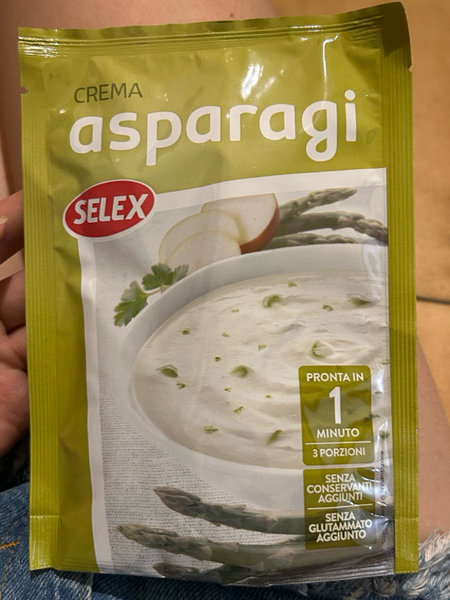 CREMA
asparagi
SELEX
PRONTA IN
1
MINUTO
3 PORZIONI
SENZA
CONSERVANTI
AGGIUNTI
SENZA
GLUTAMMATO
AGGIUNTO